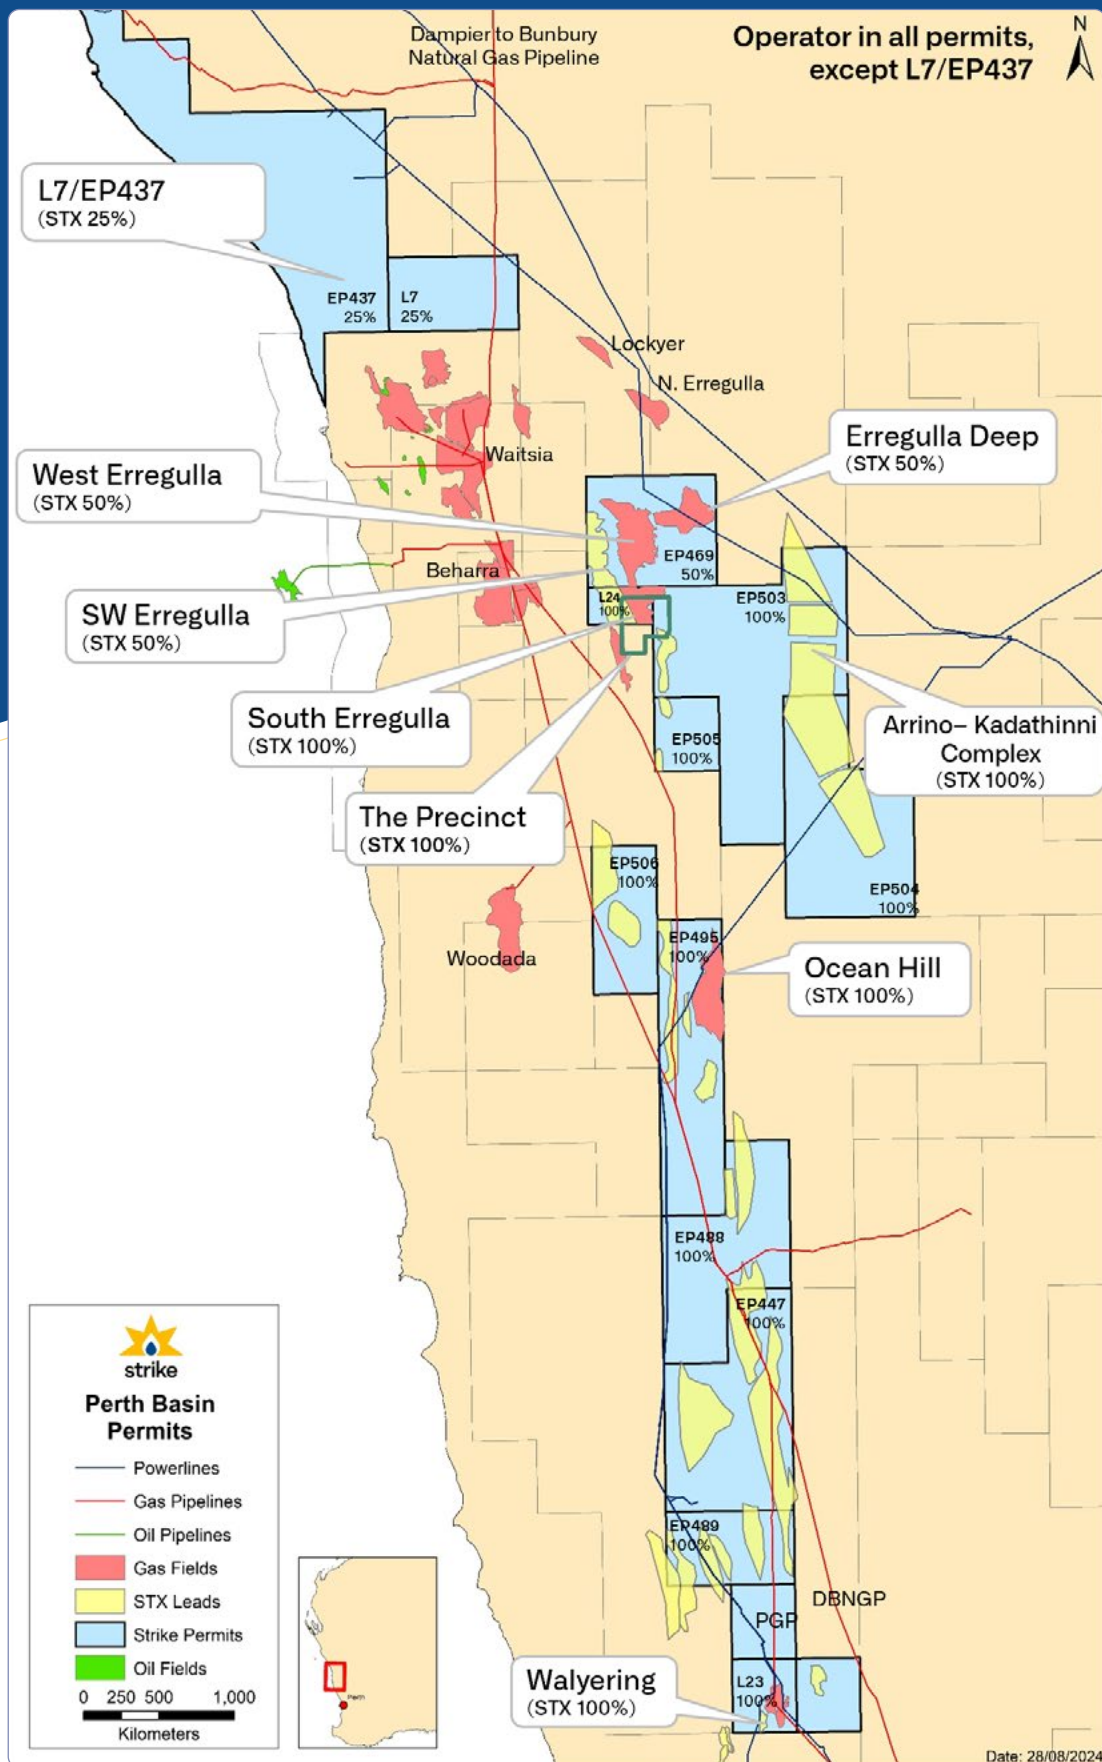 Dampier to Bunbury
Natural Gas Pipeline
Operator in all permits,
except L7/EP437
N
L7/EP437
(STX 25%)
EP437
25%
L7
25%
Lockyer
N. Erregulla
Waitsia
Erregulla Deep
(STX 50%)
West Erregulla
(STX 50%)
EP469
50%
Beharra
SW Erregulla
(STX 50%)
L24
100%
EP503
100%
South Erregulla
(STX 100%)
EP505
100%
Arrino– Kadathinni
Complex
(STX 100%)
The Precinct
(STX 100%)
EP506
100%
EP504
100%
EP495
100%
Woodada
Ocean Hill
(STX 100%)
EP488
100%
EP447
100%
strike
Perth Basin
Permits
Powerlines
Gas Pipelines
Oil Pipelines
Gas Fields
STX Leads
Strike Permits
Oil Fields
0 250 500 1,000
Kilometers
Perth
EP489
100%
DBNGP
PGP
Walyering
(STX 100%)
L23
100%
Date: 28/08/2024